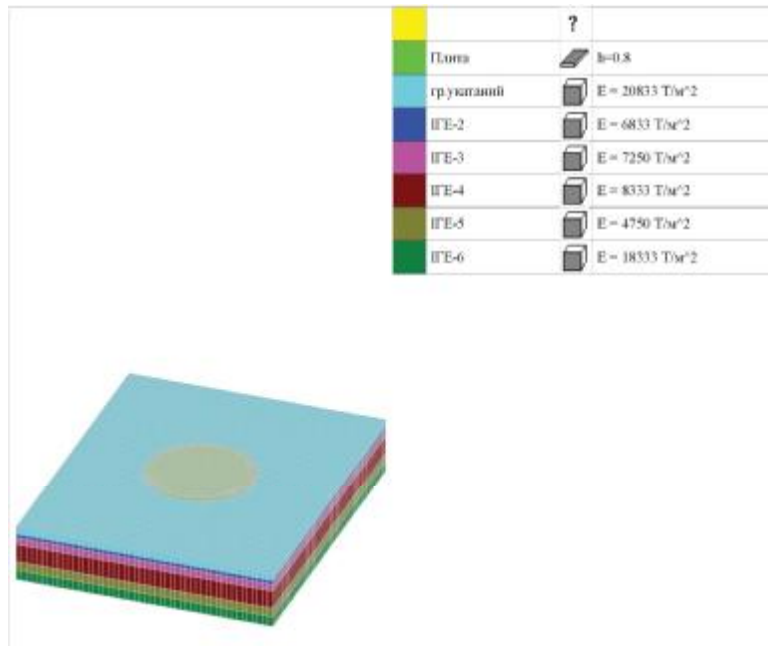 ?
Плита h=0.8
гр.укатаний E = 20833 T/м^2
ІГЕ-2 E = 6833 T/м^2
ІГЕ-3 E = 7250 T/м^2
ІГЕ-4 E = 8333 T/м^2
ІГЕ-5 E = 4750 T/м^2
ІГЕ-6 E = 18333 T/м^2